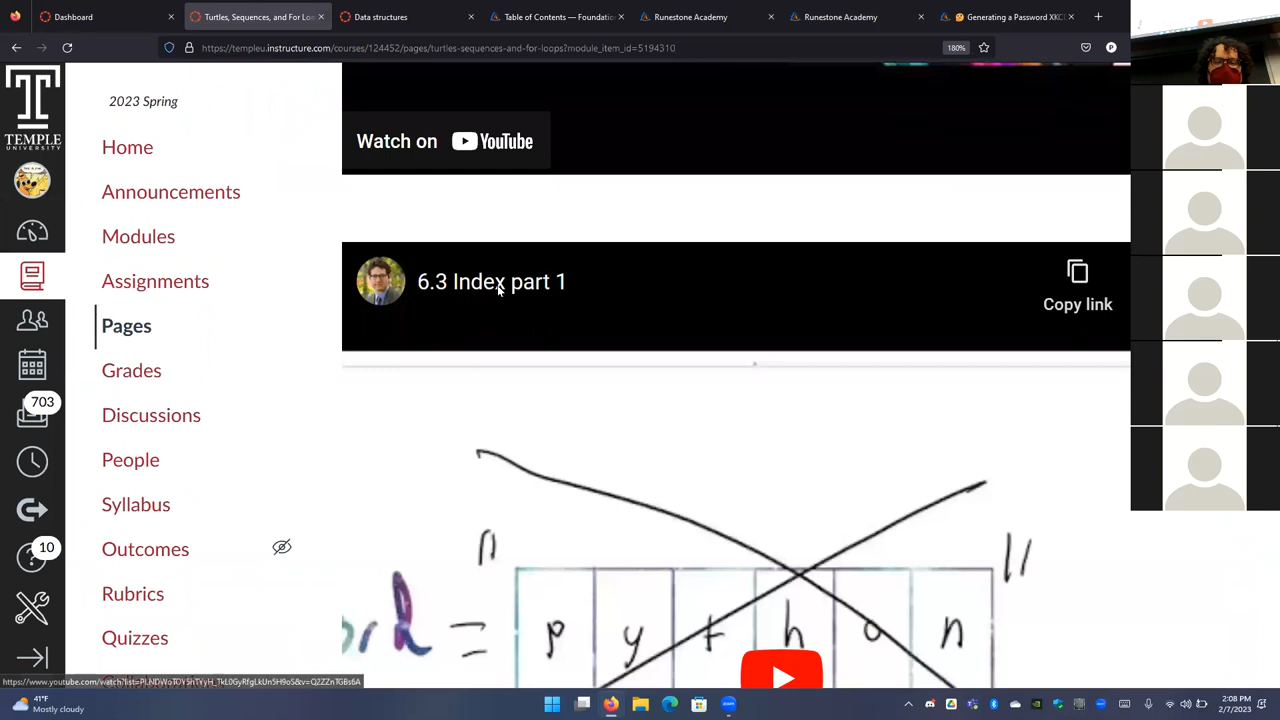 Dashboard
Turtles, Sequences, and For Lo
Data structures
Table of Contents — Foundatio
Runestone Academy
Runestone Academy
Generating a Password XKC
https://templeu.instructure.com/courses/124452/pages/turtles-sequences-and-for-loops?module_item_id=5194310
180%
P
T
TEMPLE
UNIVERSITY
2023 Spring
Home
Announcements
Modules
Assignments
Pages
Grades
Discussions
People
Syllabus
Outcomes
Rubrics
Quizzes
703
10
Watch on YouTube
6.3 Index part 1
Copy link
" "
= p y t h o n
41°F
Mostly cloudy
2:08 PM
2/7/2023